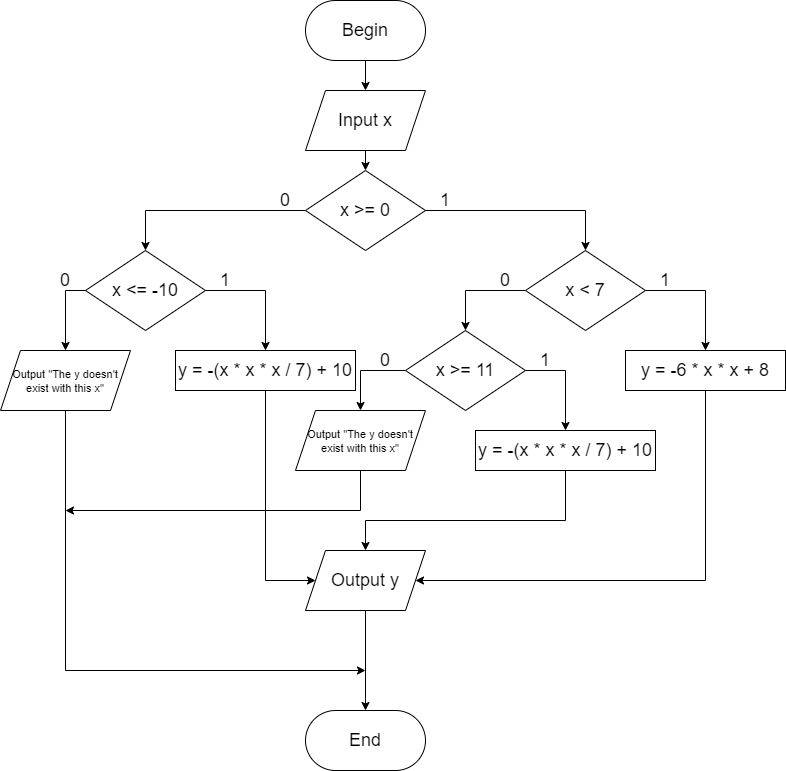 Begin
Input x
0
1
x >= 0
0
1
0
1
x <= -10
x < 7
Output "The y doesn't
exist with this x"
y = -(x * x * x / 7) + 10
0
1
x >= 11
y = -6 * x * x + 8
Output "The y doesn't
exist with this x"
y = -(x * x * x / 7) + 10
Output y
End